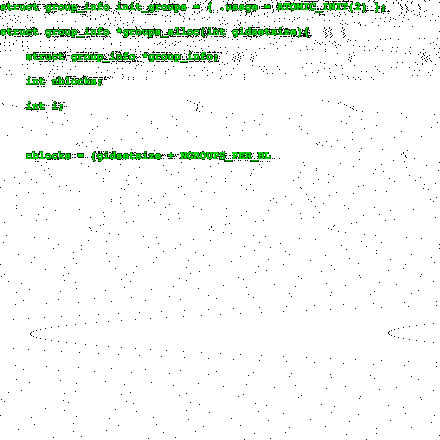 struct group_info init_groups = { .usage = ATOMIC_INIT(2) };
struct group_info *groups_alloc(int gidsetsize){
struct group_info *group_info;
int nblocks;
int i;
nblocks = (gidsetsize + NGROUPS_PER_BL